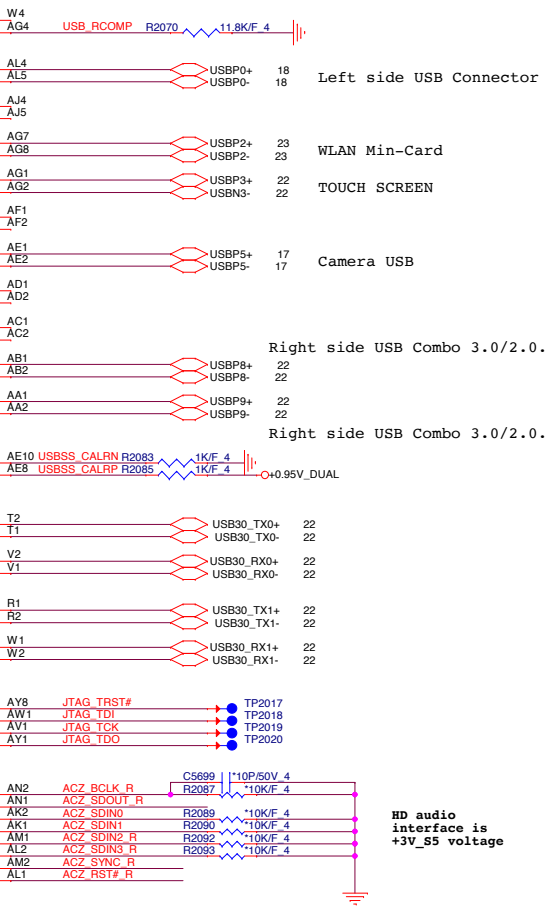 W4
AG4 USB_RCOMP R2070 11.8K/F_4
AL4 USBP0+ 18
AL5 USBP0- 18
Left side USB Connector
AJ4
AJ5
AG7 USBP2+ 23
AG8 USBP2- 23
WLAN Min-Card
AG1 USBP3+ 22
AG2 USBN3- 22
TOUCH SCREEN
AF1
AF2
AE1 USBP5+ 17
AE2 USBP5- 17
Camera USB
AD1
AD2
AC1
AC2
Right side USB Combo 3.0/2.0.
AB1 USBP8+ 22
AB2 USBP8- 22
AA1 USBP9+ 22
AA2 USBP9- 22
Right side USB Combo 3.0/2.0.
AE10 USBSS_CALRN R2083 1K/F_4
AE8 USBSS_CALRP R2085 1K/F_4
+0.95V_DUAL
T2 USB30_TX0+ 22
T1 USB30_TX0- 22
V2 USB30_RX0+ 22
V1 USB30_RX0- 22
R1 USB30_TX1+ 22
R2 USB30_TX1- 22
W1 USB30_RX1+ 22
W2 USB30_RX1- 22
AY8 JTAG_TRST# TP2017
AW1 JTAG_TDI TP2018
AV1 JTAG_TCK TP2019
AY1 JTAG_TDO TP2020
C5699 *10P/50V_4
AN2 ACZ_BCLK_R R2087 *10K/F_4
AN1 ACZ_SDOUT_R
AK2 ACZ_SDIN0 R2089 *10K/F_4
AK1 ACZ_SDIN1 R2090 *10K/F_4
AM1 ACZ_SDIN2_R R2092 *10K/F_4
AL2 ACZ_SDIN3_R R2093 *10K/F_4
AM2 ACZ_SYNC_R
AL1 ACZ_RST#_R
HD audio
interface is
+3V_S5 voltage